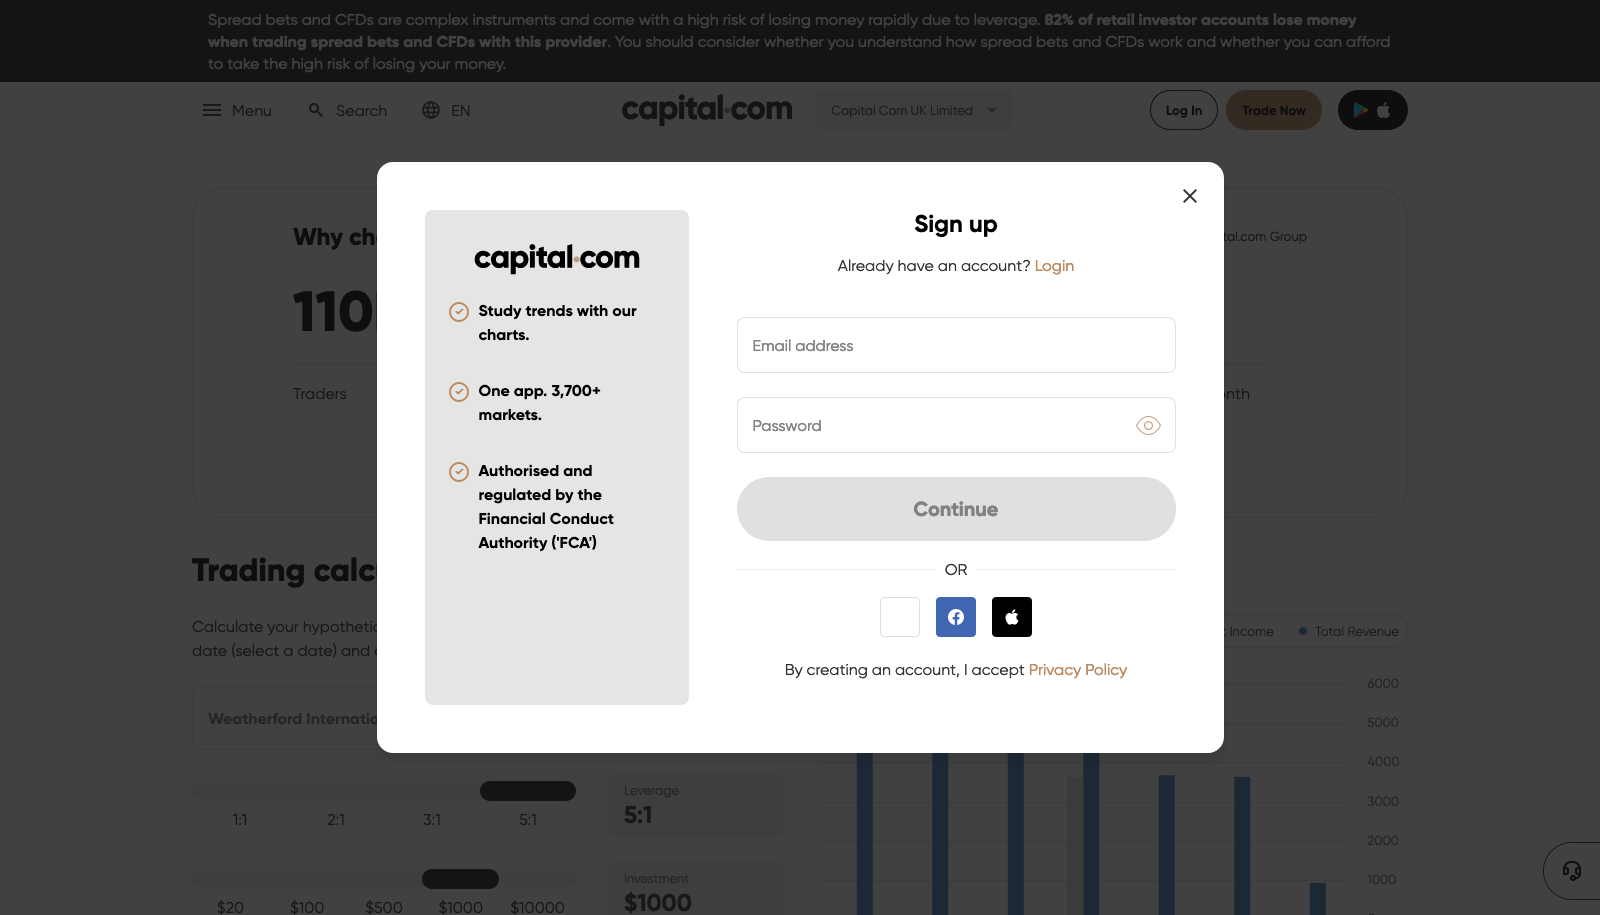 Spread bets and CFDs are complex instruments and come with a high risk of losing money rapidly due to leverage. 82% of retail investor accounts lose money
when trading spread bets and CFDs with this provider. You should consider whether you understand how spread bets and CFDs work and whether you can afford
to take the high risk of losing your money.
Menu
Search
EN
capital.com
Capital Com UK Limited
Log In
Trade Now
Why ch
tal.com Group
110
Traders
nth
capital.com
Study trends with our
charts.
One app. 3,700+
markets.
Authorised and
regulated by the
Financial Conduct
Authority ('FCA')
Sign up
Already have an account? Login
Email address
Password
Continue
OR
By creating an account, I accept Privacy Policy
Trading calc
Calculate your hypothetic
date (select a date) and
Weatherford Internatio
1:1
2:1
3:1
5:1
$20
$100
$500
$1000
$10000
Leverage
5:1
Investment
$1000
t Income
Total Revenue
6000
5000
4000
3000
2000
1000